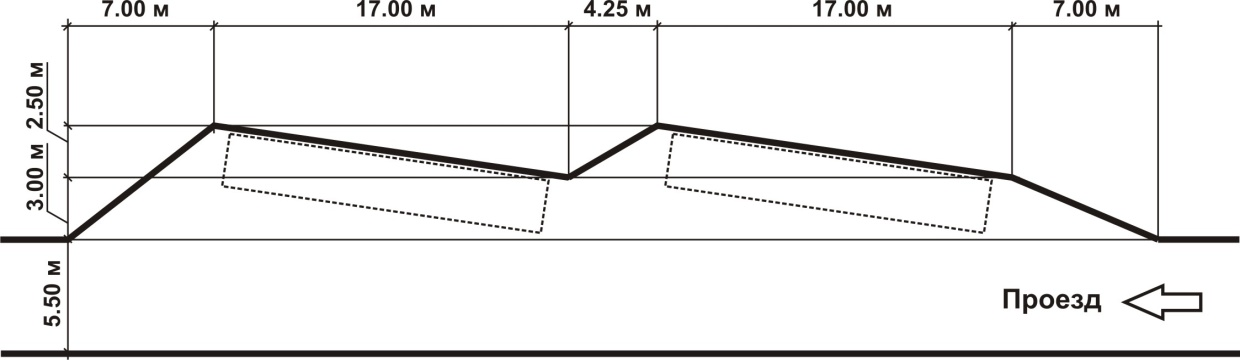 7.00 м 17.00 м 4.25 м 17.00 м 7.00 м
2.50 м
3.00 м
5.50 м
Проезд